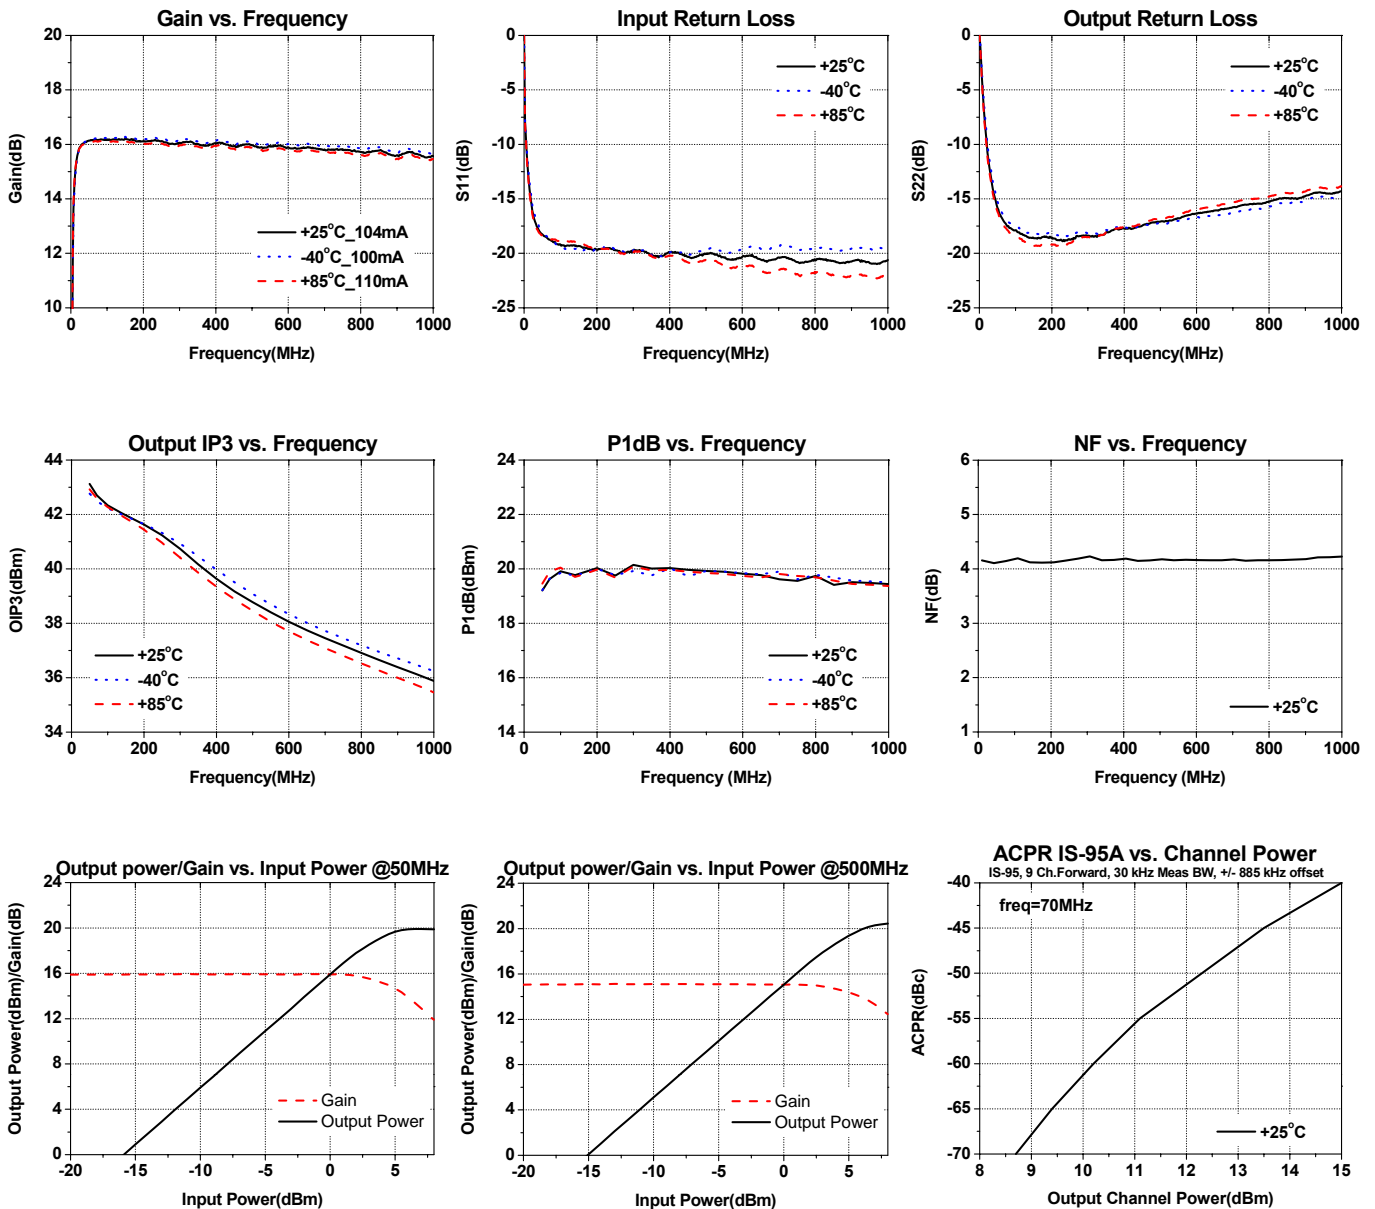 Gain vs. Frequency
20
18
16
14
12
10
Gain(dB)
+25°C_104mA
-40°C_100mA
+85°C_110mA
0 200 400 600 800 1000
Frequency(MHz)
Input Return Loss
0
-5
-10
-15
-20
-25
S11(dB)
+25°C
-40°C
+85°C
0 200 400 600 800 1000
Frequency(MHz)
Output Return Loss
0
-5
-10
-15
-20
-25
S22(dB)
+25°C
-40°C
+85°C
0 200 400 600 800 1000
Frequency(MHz)
Output IP3 vs. Frequency
44
42
40
38
36
34
OIP3(dBm)
+25°C
-40°C
+85°C
0 200 400 600 800 1000
Frequency(MHz)
P1dB vs. Frequency
24
22
20
18
16
14
P1dB(dBm)
+25°C
-40°C
+85°C
0 200 400 600 800 1000
Frequency (MHz)
NF vs. Frequency
6
5
4
3
2
1
NF(dB)
+25°C
0 200 400 600 800 1000
Frequency (MHz)
Output power/Gain vs. Input Power @50MHz
24
20
16
12
8
4
0
Output Power(dBm)/Gain(dB)
Gain
Output Power
-20 -15 -10 -5 0 5
Input Power(dBm)
Output power/Gain vs. Input Power @500MHz
24
20
16
12
8
4
0
Output Power(dBm)/Gain(dB)
Gain
Output Power
-20 -15 -10 -5 0 5
Input Power(dBm)
ACPR IS-95A vs. Channel Power
IS-95, 9 Ch.Forward, 30 kHz Meas BW, +/- 885 kHz offset
-40
-45
-50
-55
-60
-65
-70
ACPR(dBc)
freq=70MHz
+25°C
8 9 10 11 12 13 14 15
Output Channel Power(dBm)